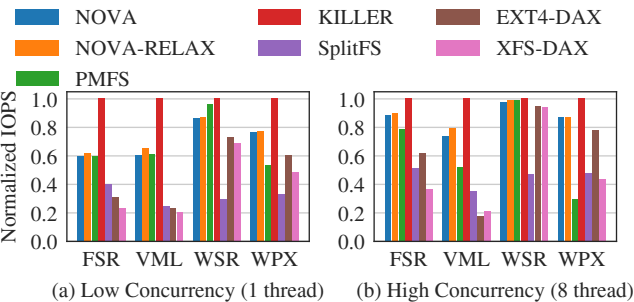 NOVA
KILLER
EXT4-DAX
NOVA-RELAX
SplitFS
XFS-DAX
PMFS
Normalized IOPS
1.0
0.8
0.6
0.4
0.2
0.0
FSR VML WSR WPX
(a) Low Concurrency (1 thread)
1.0
0.8
0.6
0.4
0.2
0.0
FSR VML WSR WPX
(b) High Concurrency (8 thread)